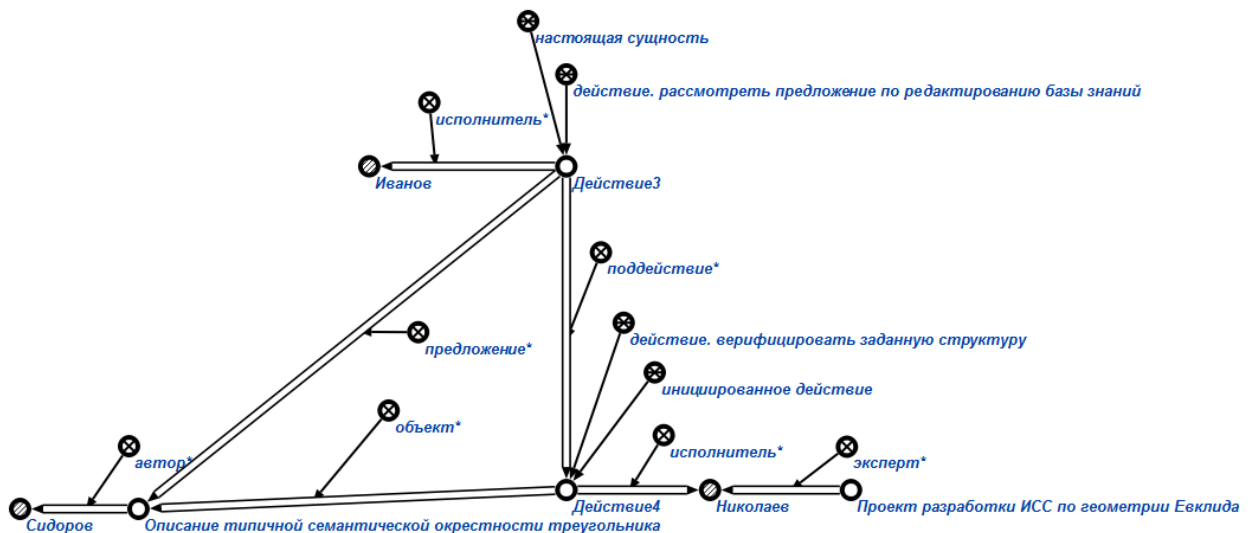 настоящая сущность
действие. рассмотреть предложение по редактированию базы знаний
исполнитель*
Иванов
Действие3
поддействие*
действие. верифицировать заданную структуру
предложение*
инициированное действие
объект*
исполнитель*
эксперт*
автор*
Сидоров
Описание типичной семантической окрестности треугольника
Действие4
Николаев
Проект разработки ИСС по геометрии Евклида